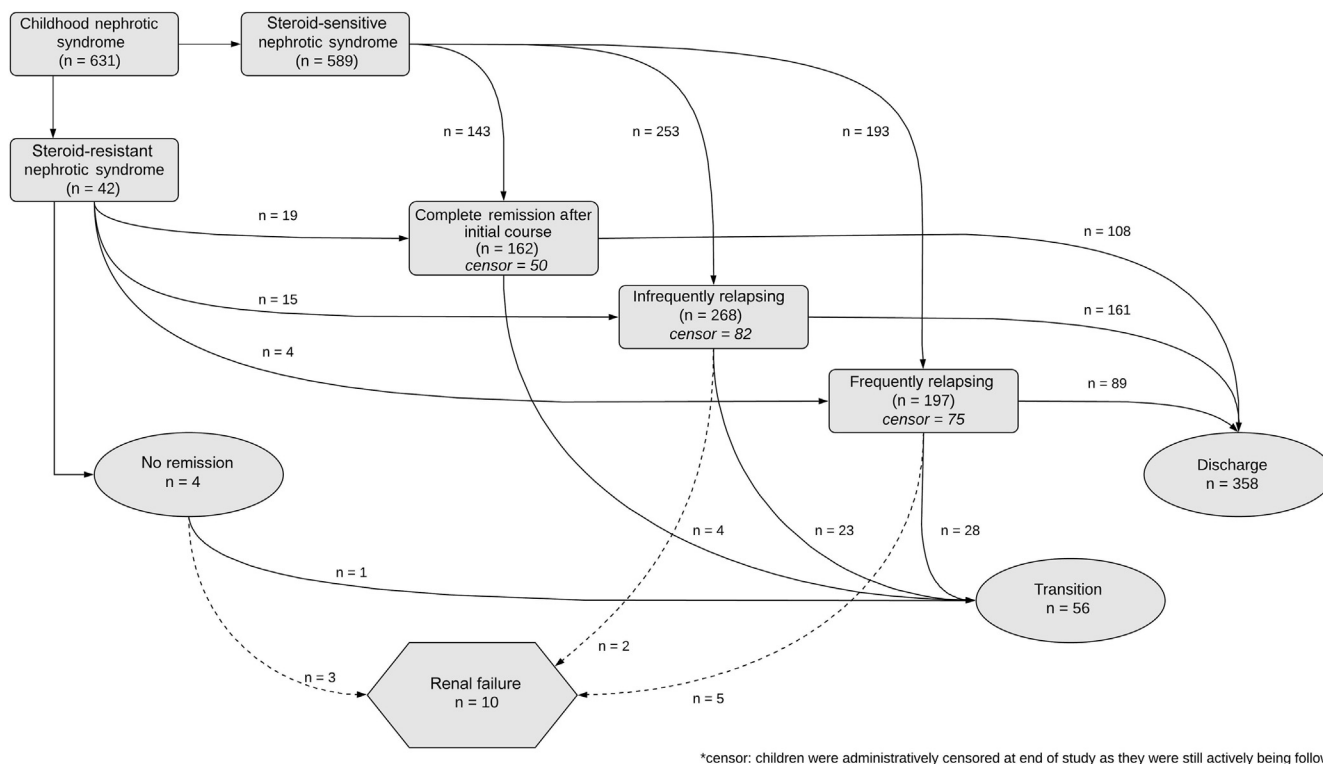 Childhood nephrotic
syndrome
(n = 631)
Steroid-sensitive
nephrotic syndrome
(n = 589)
n = 143
n = 253
n = 193
Steroid-resistant
nephrotic syndrome
(n = 42)
n = 19
Complete remission after
initial course
(n = 162)
censor = 50
n = 108
n = 15
Infrequently relapsing
(n = 268)
censor = 82
n = 161
n = 4
Frequently relapsing
(n = 197)
censor = 75
n = 89
No remission
n = 4
Discharge
n = 358
n = 4
n = 23
n = 28
n = 1
Transition
n = 56
n = 2
n = 3
Renal failure
n = 10
n = 5
*censor: children were administratively censored at end of study as they were still actively being